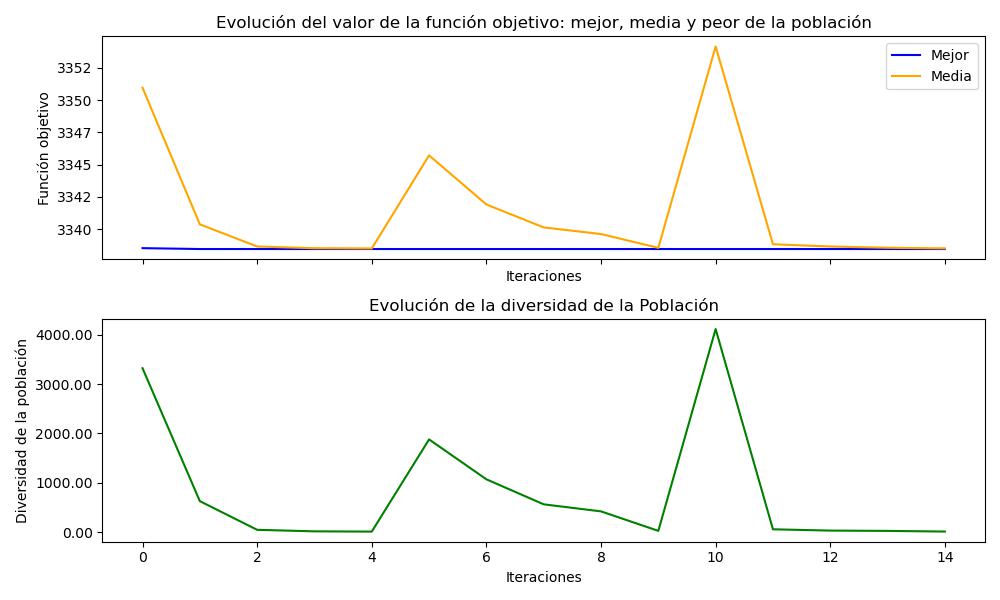 Evolución del valor de la función objetivo: mejor, media y peor de la población
Mejor
Media
Función objetivo
3352
3350
3347
3345
3342
3340
Iteraciones
Evolución de la diversidad de la Población
Diversidad de la población
4000.00
3000.00
2000.00
1000.00
0.00
0 2 4 6 8 10 12 14
Iteraciones